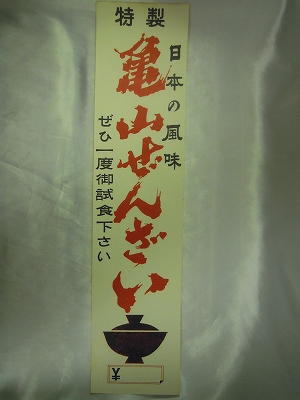 特製
日本の風味
亀山ぜんざい
ぜひ一度御試食下さい
¥